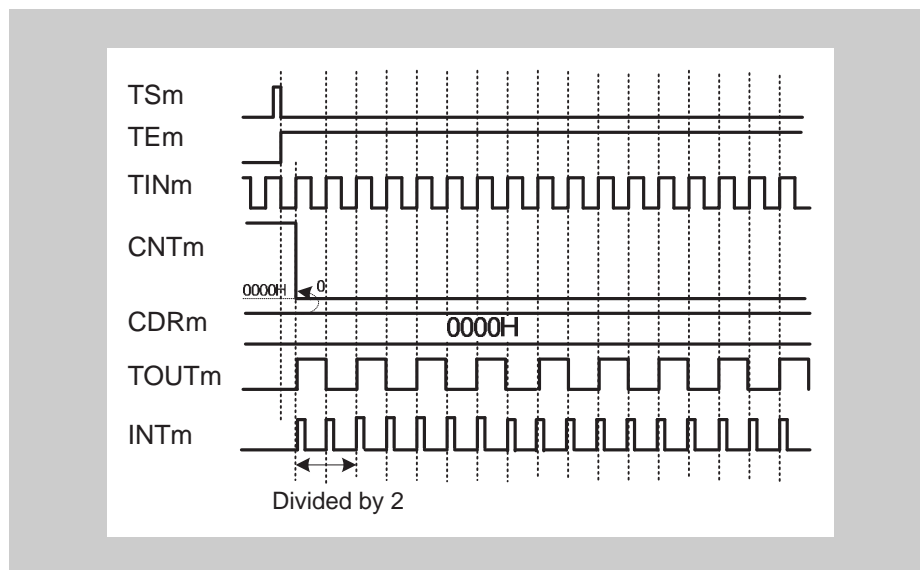 TSm
TEm
TINm
CNTm
0000H 0
CDRm 0000H
TOUTm
INTm
Divided by 2